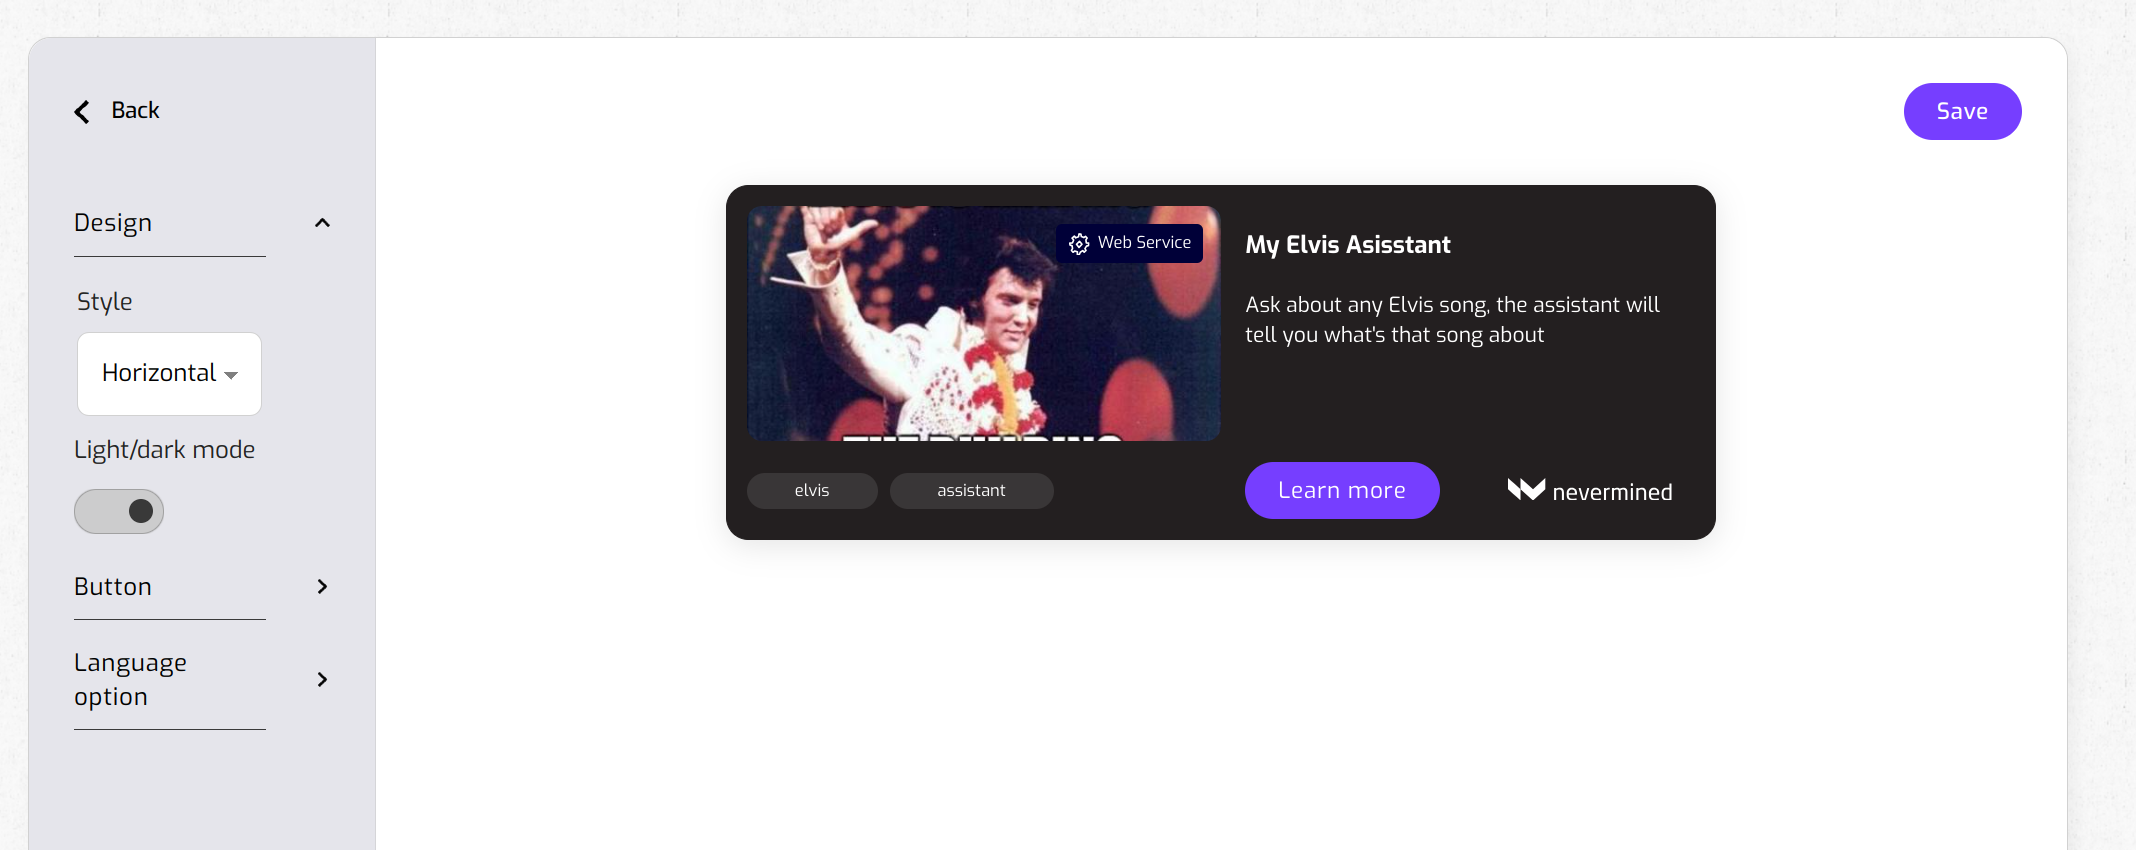 Back
Save
Design
Style
Horizontal
Light/dark mode
Button
Language
option
Web Service
My Elvis Asisstant
Ask about any Elvis song, the assistant will
tell you what's that song about
elvis
assistant
Learn more
nevermined